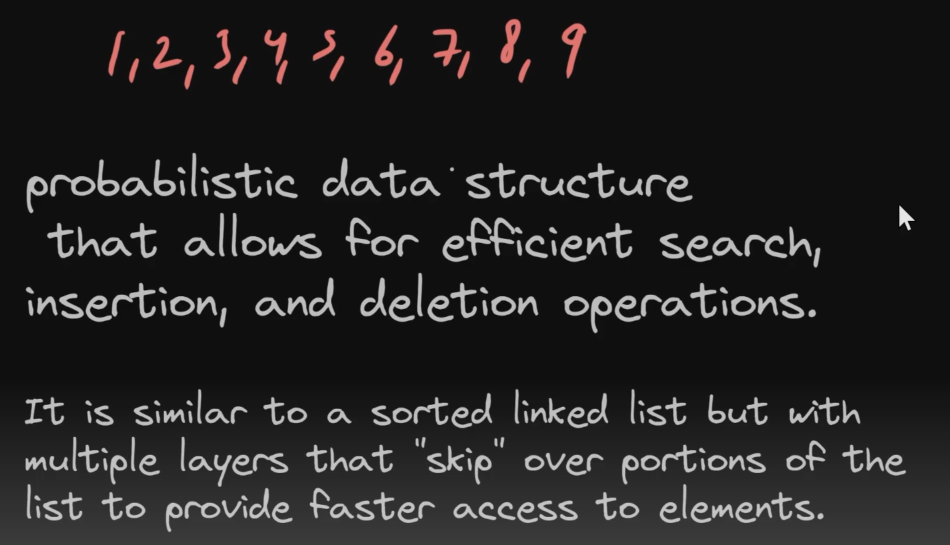 1, 2, 3, 4, 5, 6, 7, 8, 9
probabilistic data structure
that allows for efficient search,
insertion, and deletion operations.
It is similar to a sorted linked list but with
multiple layers that "skip" over portions of the
list to provide faster access to elements.